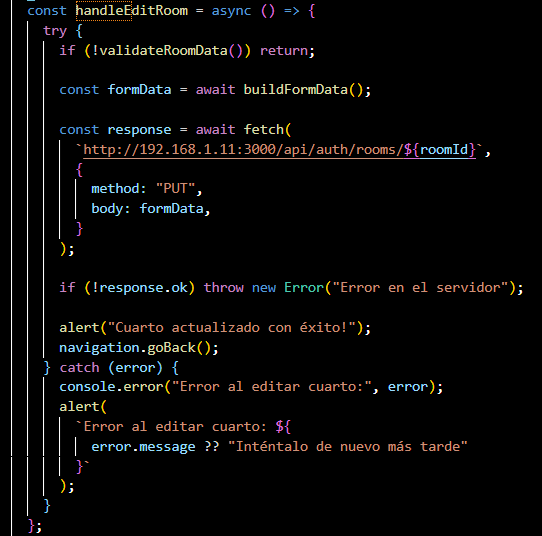 const handleEditRoom = async () => {
try {
if (!validateRoomData()) return;
const formData = await buildFormData();
const response = await fetch(
`http://192.168.1.11:3000/api/auth/rooms/${roomId}`,
{
method: "PUT",
body: formData,
}
);
if (!response.ok) throw new Error("Error en el servidor");
alert("Cuarto actualizado con éxito!");
navigation.goBack();
} catch (error) {
console.error("Error al editar cuarto:", error);
alert(
`Error al editar cuarto: ${
error.message ?? "Inténtalo de nuevo más tarde"
}`
);
}
};